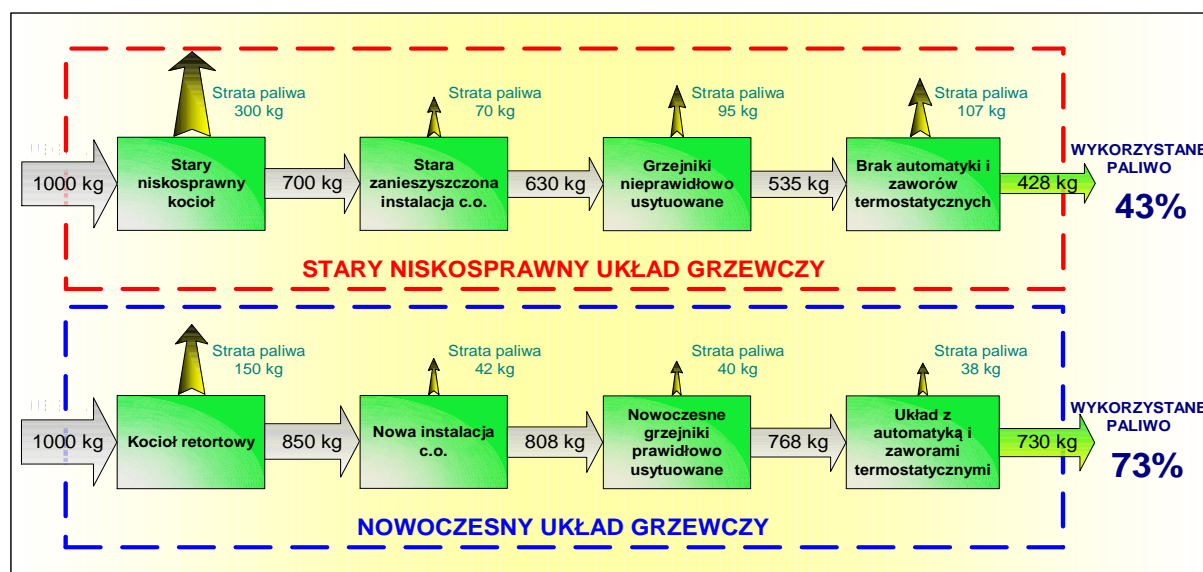 Strata paliwa
300 kg
Strata paliwa
70 kg
Strata paliwa
95 kg
Strata paliwa
107 kg
1000 kg
Stary
niskosprawny
kocioł
700 kg
Stara
zanieszyszczona
instalacja c.o.
630 kg
Grzejniki
nieprawidłowo
usytuowane
535 kg
Brak automatyki i
zaworów
termostatycznych
428 kg
WYKORZYSTANE
PALIWO
43%
STARY NISKOSPRAWNY UKŁAD GRZEWCZY
Strata paliwa
150 kg
Strata paliwa
42 kg
Strata paliwa
40 kg
Strata paliwa
38 kg
1000 kg
Kocioł retortowy
850 kg
Nowa instalacja
c.o.
808 kg
Nowoczesne
grzejniki
prawidłowo
usytuowane
768 kg
Układ z
automatyką i
zaworami
termostatycznymi
730 kg
WYKORZYSTANE
PALIWO
73%
NOWOCZESNY UKŁAD GRZEWCZY